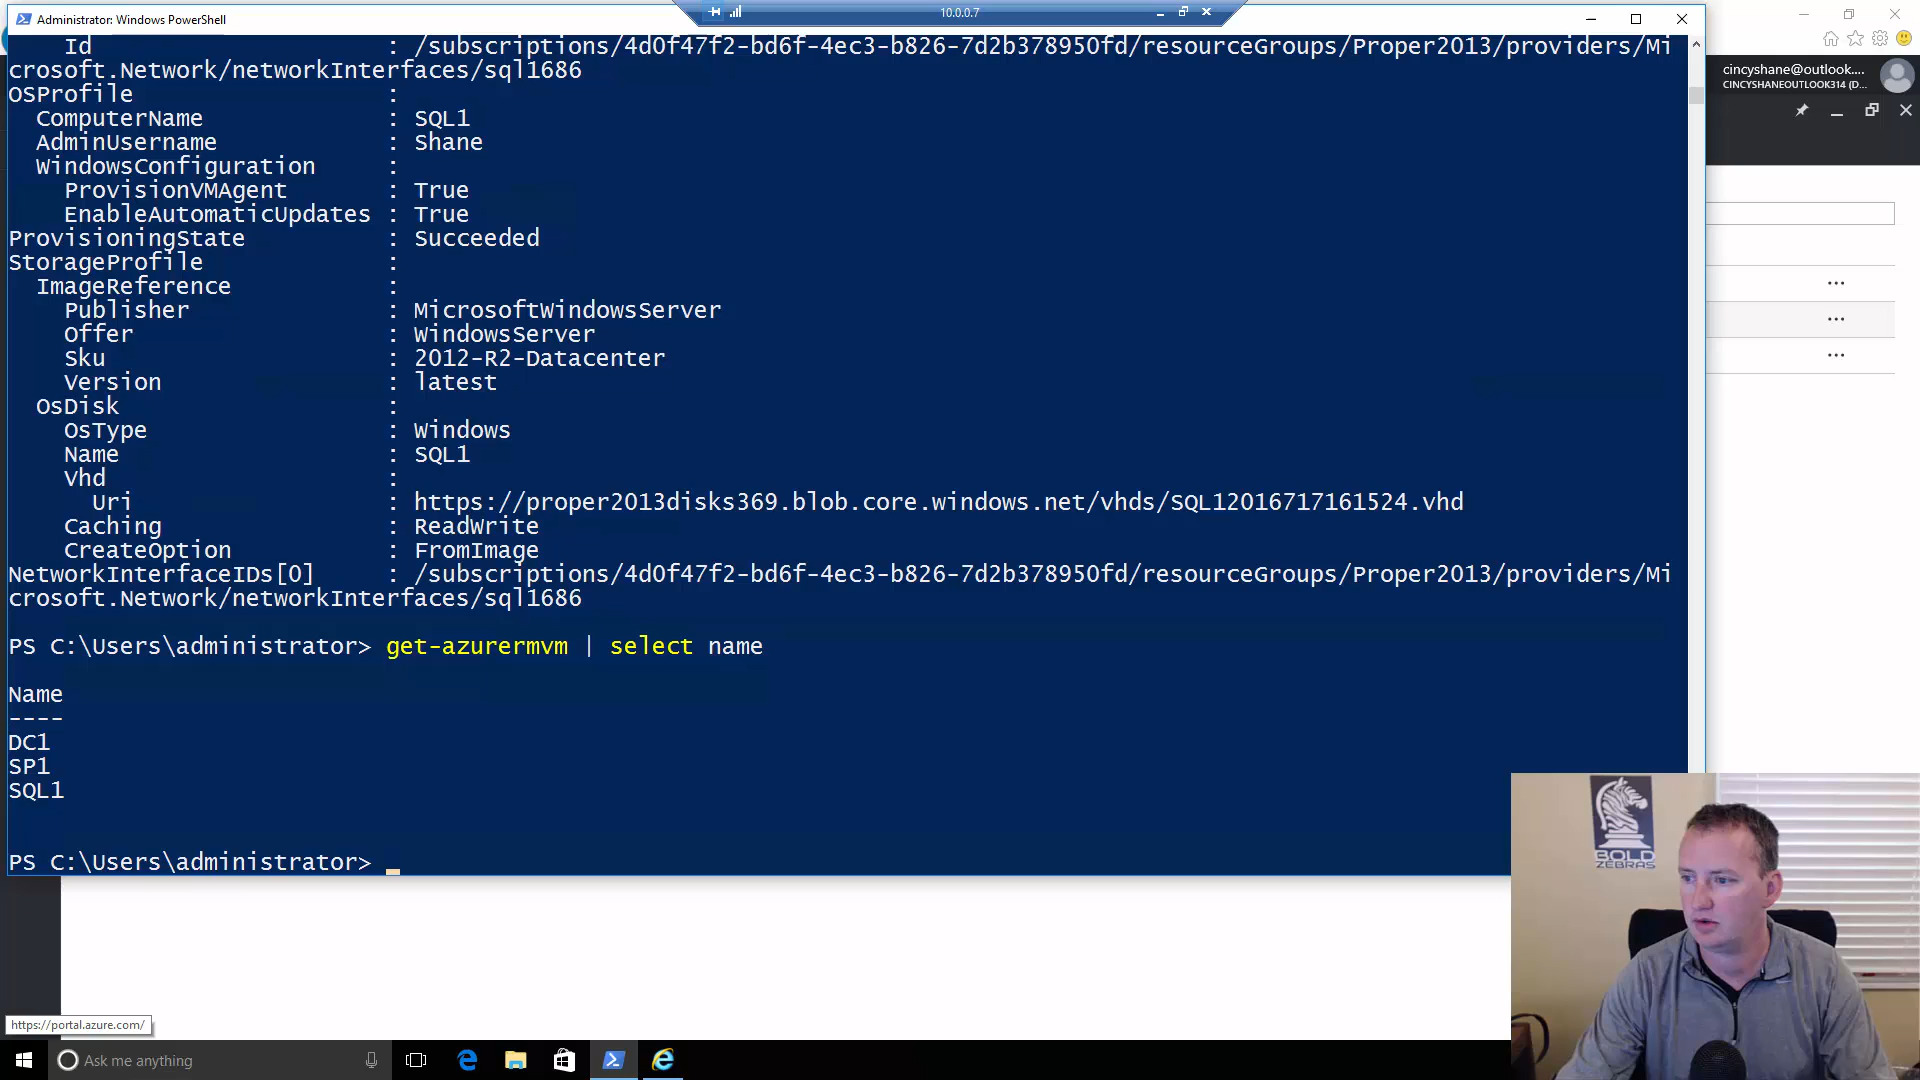 Administrator: Windows PowerShell
10.0.0.7
Id : /subscriptions/4d0f47f2-bd6f-4ec3-b826-7d2b378950fd/resourceGroups/Proper2013/providers/Mi
crosoft.Network/networkInterfaces/sql1686
OSProfile :
ComputerName : SQL1
AdminUsername : Shane
WindowsConfiguration :
ProvisionVMAgent : True
EnableAutomaticUpdates : True
ProvisioningState : Succeeded
StorageProfile :
ImageReference :
Publisher : MicrosoftWindowsServer
Offer : WindowsServer
Sku : 2012-R2-Datacenter
Version : latest
OsDisk :
OsType : Windows
Name : SQL1
Vhd :
Uri : https://proper2013disks369.blob.core.windows.net/vhds/SQL12016717161524.vhd
Caching : ReadWrite
CreateOption : FromImage
NetworkInterfaceIDs[0] : /subscriptions/4d0f47f2-bd6f-4ec3-b826-7d2b378950fd/resourceGroups/Proper2013/providers/Mi
crosoft.Network/networkInterfaces/sql1686
PS C:\Users\administrator> get-azurermvm | select name
Name
----
DC1
SP1
SQL1
PS C:\Users\administrator>
cincyshane@outlook....
CINCYSHANEOUTLOOK314 (D...
BOLD
ZEBRAS
https://portal.azure.com/
Ask me anything